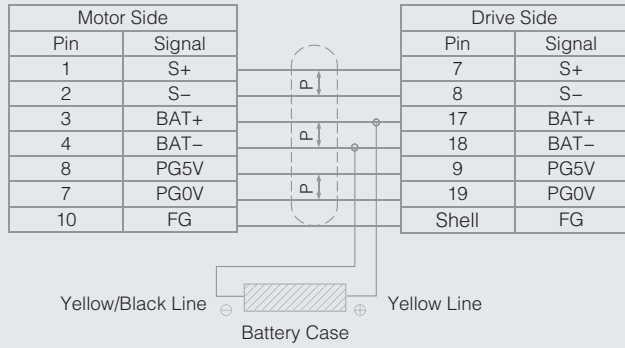 Motor Side Drive Side
Pin Signal Pin Signal
1 S+ 7 S+
2 S− 8 S−
3 BAT+ 17 BAT+
4 BAT− 18 BAT−
8 PG5V 9 PG5V
7 PG0V 19 PG0V
10 FG Shell FG
P
P
P
Yellow/Black Line ⊖ ⊕ Yellow Line
Battery Case